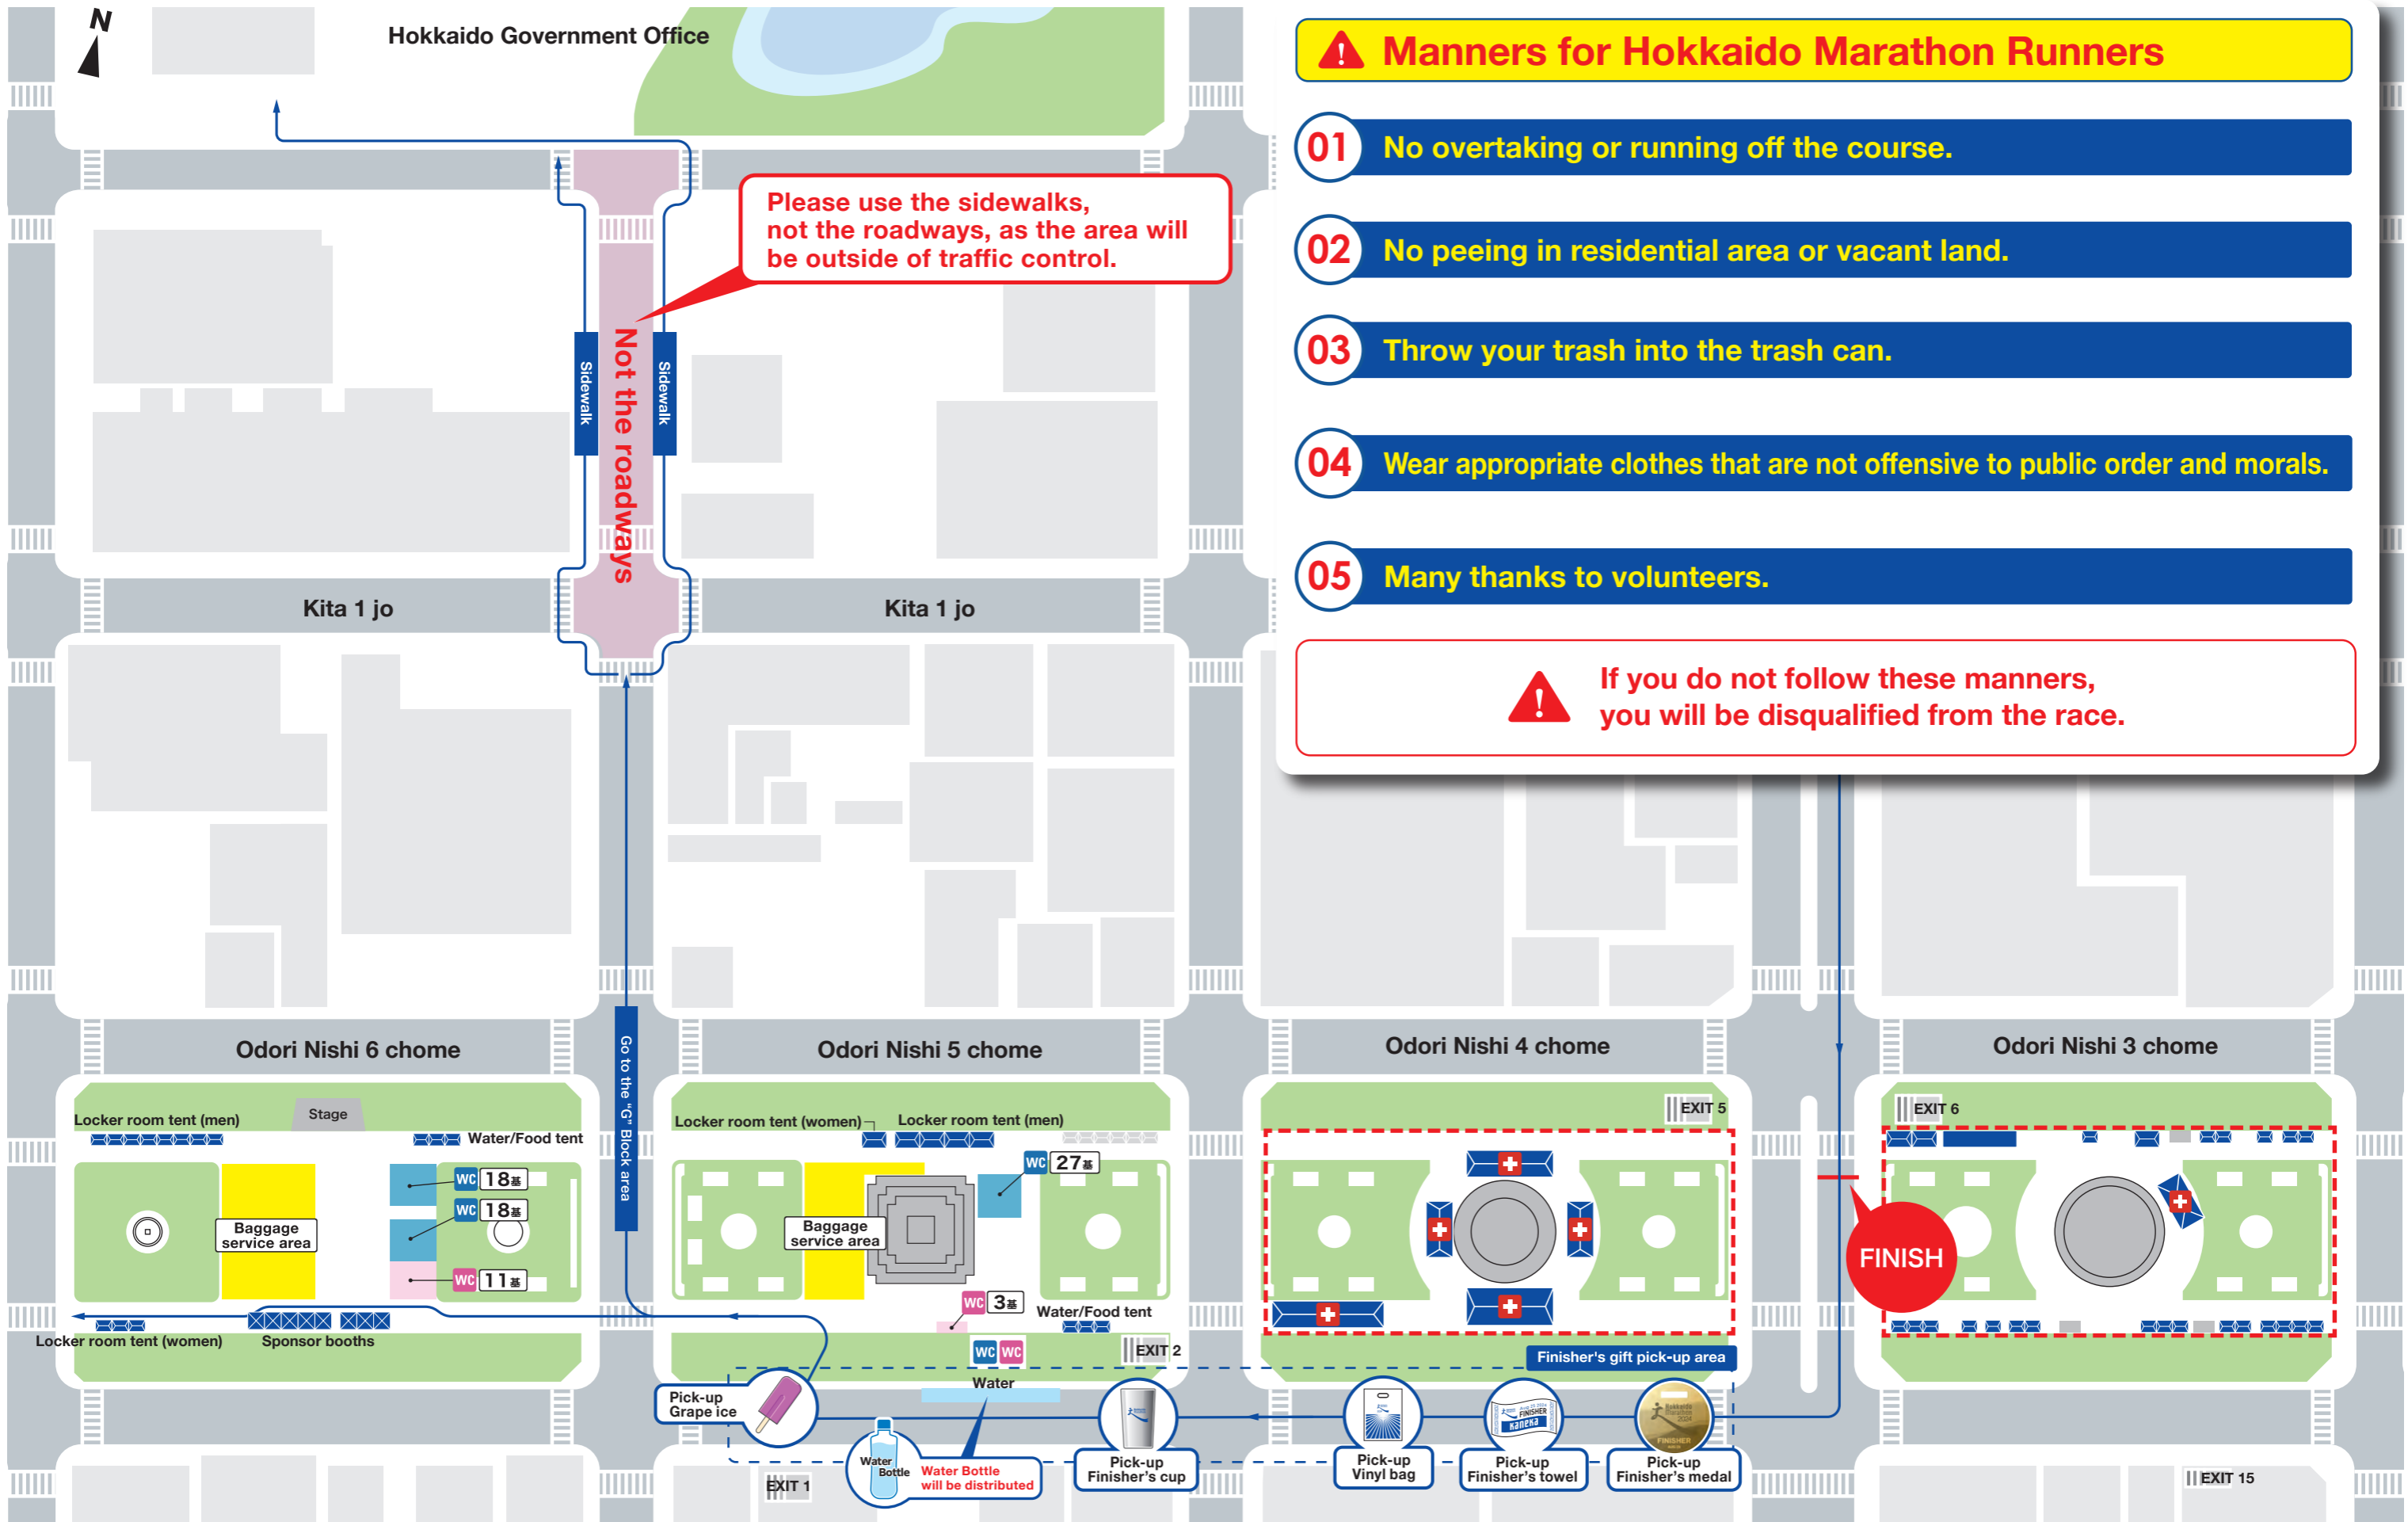 N
Hokkaido Government Office
Manners for Hokkaido Marathon Runners
01 No overtaking or running off the course.
02 No peeing in residential area or vacant land.
03 Throw your trash into the trash can.
04 Wear appropriate clothes that are not offensive to public order and morals.
05 Many thanks to volunteers.
If you do not follow these manners,
you will be disqualified from the race.
Please use the sidewalks,
not the roadways, as the area will
be outside of traffic control.
Sidewalk
Not the roadways
Sidewalk
Kita 1 jo
Kita 1 jo
Go to the "G" Block area
Odori Nishi 6 chome
Odori Nishi 5 chome
Odori Nishi 4 chome
Odori Nishi 3 chome
Locker room tent (men)
Stage
Water/Food tent
WC 18基
WC 18基
WC 11基
Baggage
service area
Locker room tent (women)
Sponsor booths
Locker room tent (women)
Locker room tent (men)
WC 27基
Baggage
service area
WC 3基
Water/Food tent
WC WC
EXIT 2
EXIT 5
EXIT 6
FINISH
Finisher's gift pick-up area
Water
Pick-up
Grape ice
Water
Bottle
Water Bottle
will be distributed
Pick-up
Finisher's cup
Pick-up
Vinyl bag
FINISHER
KANEKA
Pick-up
Finisher's towel
Hokkaido
Marathon
2024
FINISHER
Pick-up
Finisher's medal
EXIT 1
EXIT 15